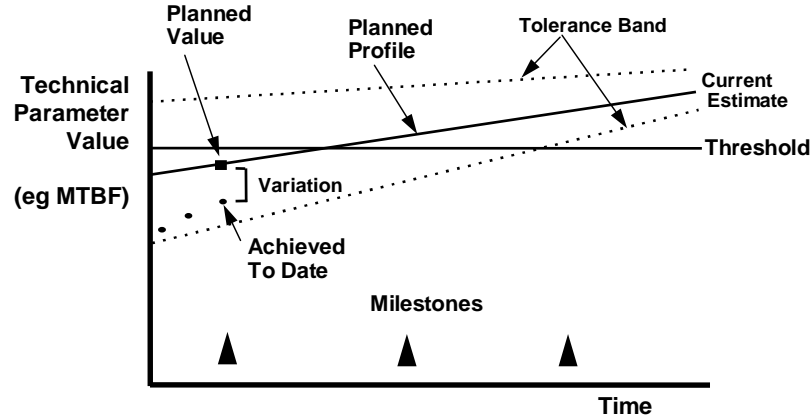 Planned
Value
Planned
Profile
Tolerance Band
Technical
Parameter
Value
(eg MTBF)
Current
Estimate
Threshold
Variation
Achieved
To Date
Milestones
Time